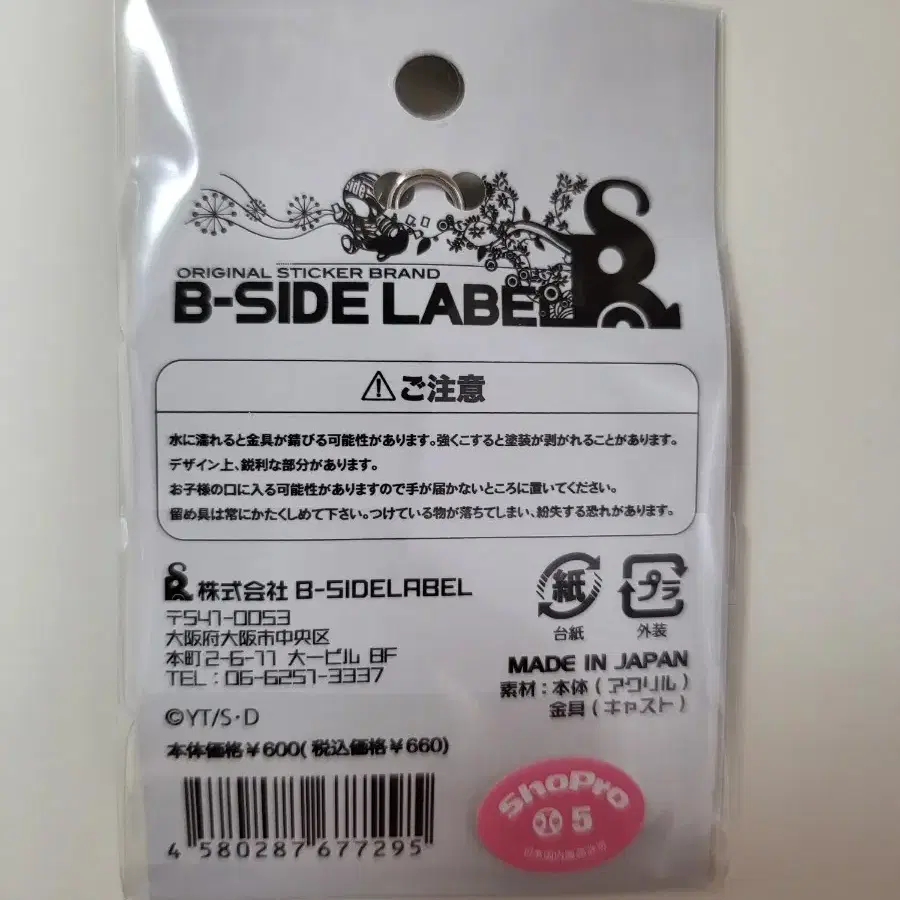 Side
ORIGINAL STICKER BRAND
B-SIDE LABEL
⚠ご注意
水に濡れると金具が錆びる可能性があります。強くこすると塗装が剥がれることがあります。
デザイン上、鋭利な部分があります。
お子様の口に入る可能性がありますので手が届かないところに置いてください。
留め具は常にかたくしめて下さい。つけている物が落ちてしまい、紛失する恐れがあります。
株式会社 B-SIDELABEL
〒541-0053
大阪府大阪市中央区
本町2-6-11 大一ビル 8F
TEL:06-6251-3337
紙
台紙
プラ
外装
MADE IN JAPAN
素材:本体(アクリル)
金具(キャスト)
©YT/S・D
本体価格¥600(税込価格¥660)
4 580287 677295
ShoPro
5